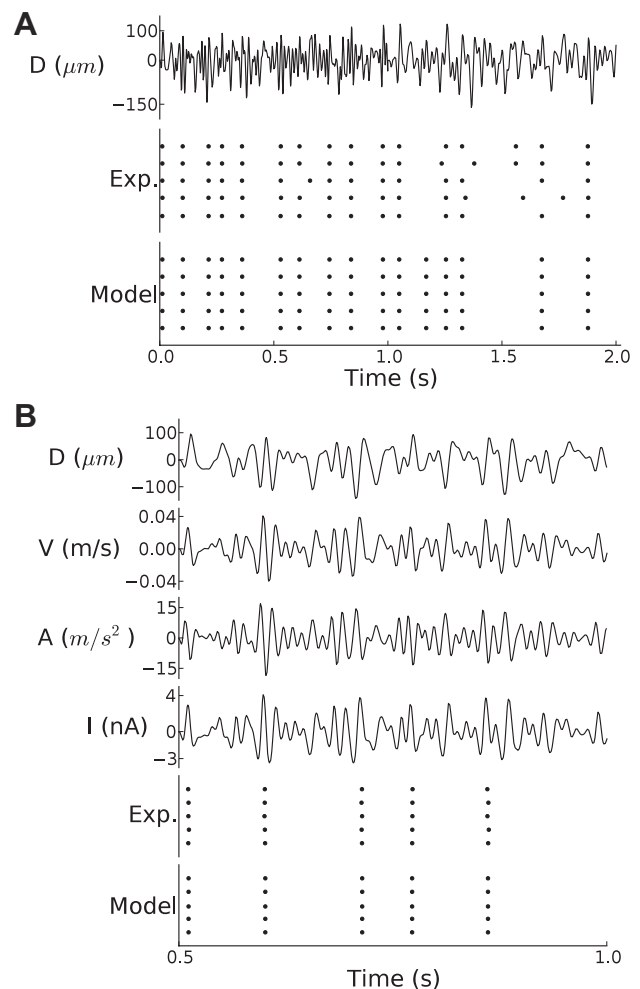 A
100
D (μm)
0
−150
Exp.
Model
0.0 0.5 1.0 1.5 2.0
Time (s)
B
100
D (μm)
0
−100
0.04
V (m/s)
0.00
−0.04
15
A (m/s²)
0
−15
4
I (nA)
0
−3
Exp.
Model
0.5 1.0
Time (s)